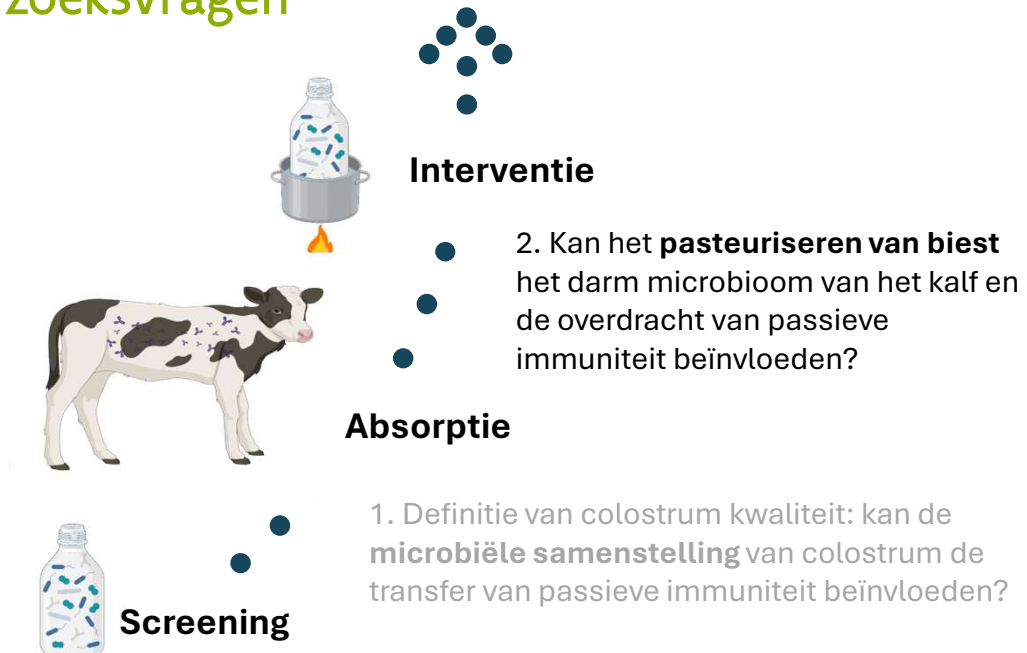 zoeksvragen
Interventie
2. Kan het pasteuriseren van biest
het darm microbioom van het kalf en
de overdracht van passieve
immuniteit beïnvloeden?
Absorptie
1. Definitie van colostrum kwaliteit: kan de
microbiële samenstelling van colostrum de
transfer van passieve immuniteit beïnvloeden?
Screening